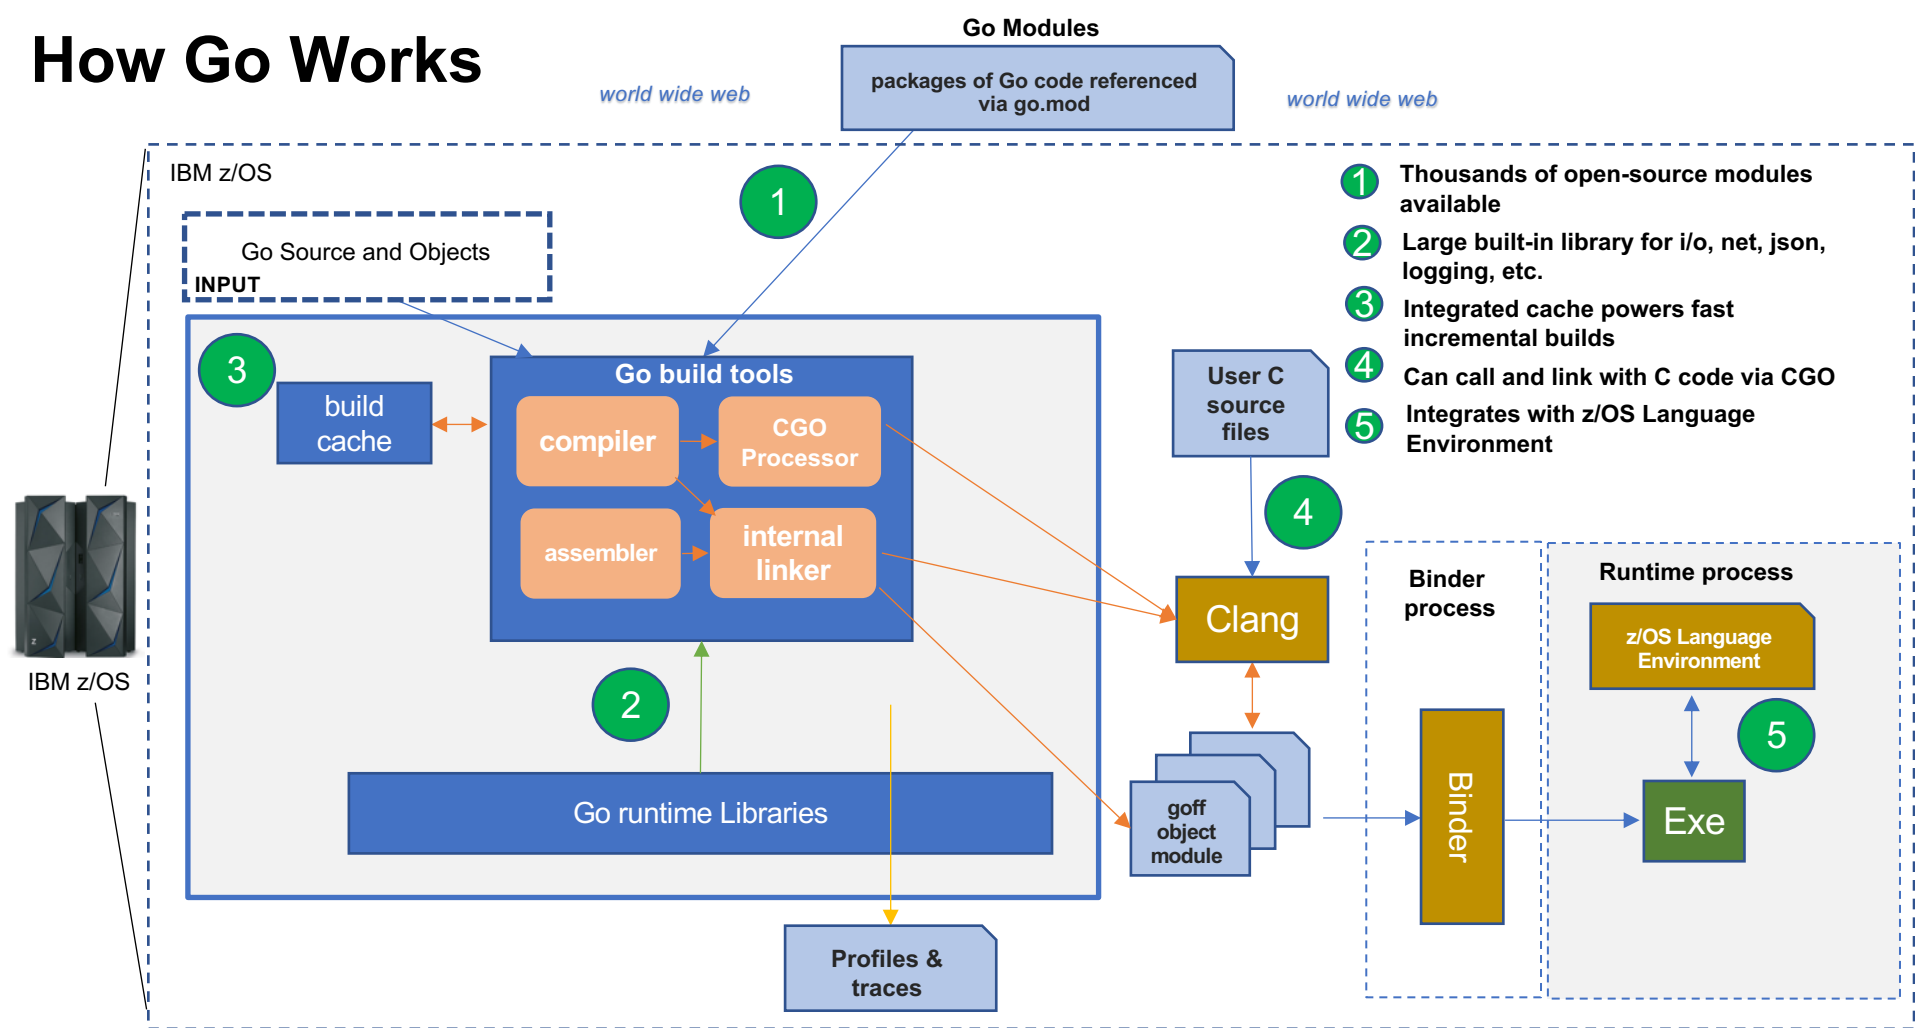 How Go Works
Go Modules
packages of Go code referenced
via go.mod
world wide web
world wide web
IBM z/OS
Go Source and Objects
INPUT
1
1
Thousands of open-source modules
available
2
Large built-in library for i/o, net, json,
logging, etc.
3
Integrated cache powers fast
incremental builds
4
Can call and link with C code via CGO
5
Integrates with z/OS Language
Environment
3
build
cache
Go build tools
compiler
CGO
Processor
assembler
internal
linker
User C
source
files
4
Clang
Binder
process
Runtime process
z/OS Language
Environment
5
z
IBM z/OS
2
Go runtime Libraries
goff
object
module
Binder
Exe
Profiles &
traces